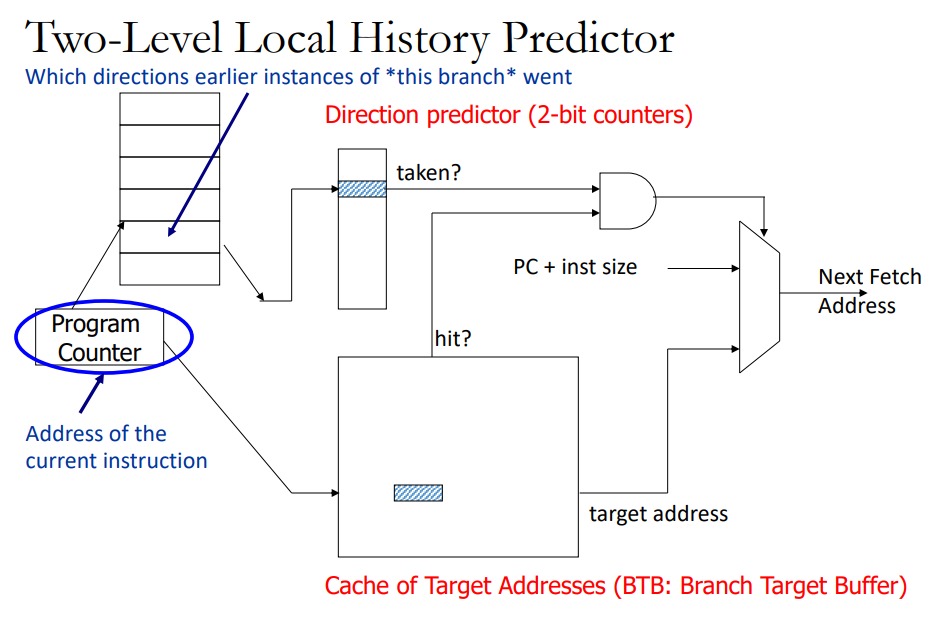 Two-Level Local History Predictor
Which directions earlier instances of *this branch* went
Direction predictor (2-bit counters)
taken?
PC + inst size
Next Fetch
Address
Program
Counter
hit?
Address of the
current instruction
target address
Cache of Target Addresses (BTB: Branch Target Buffer)